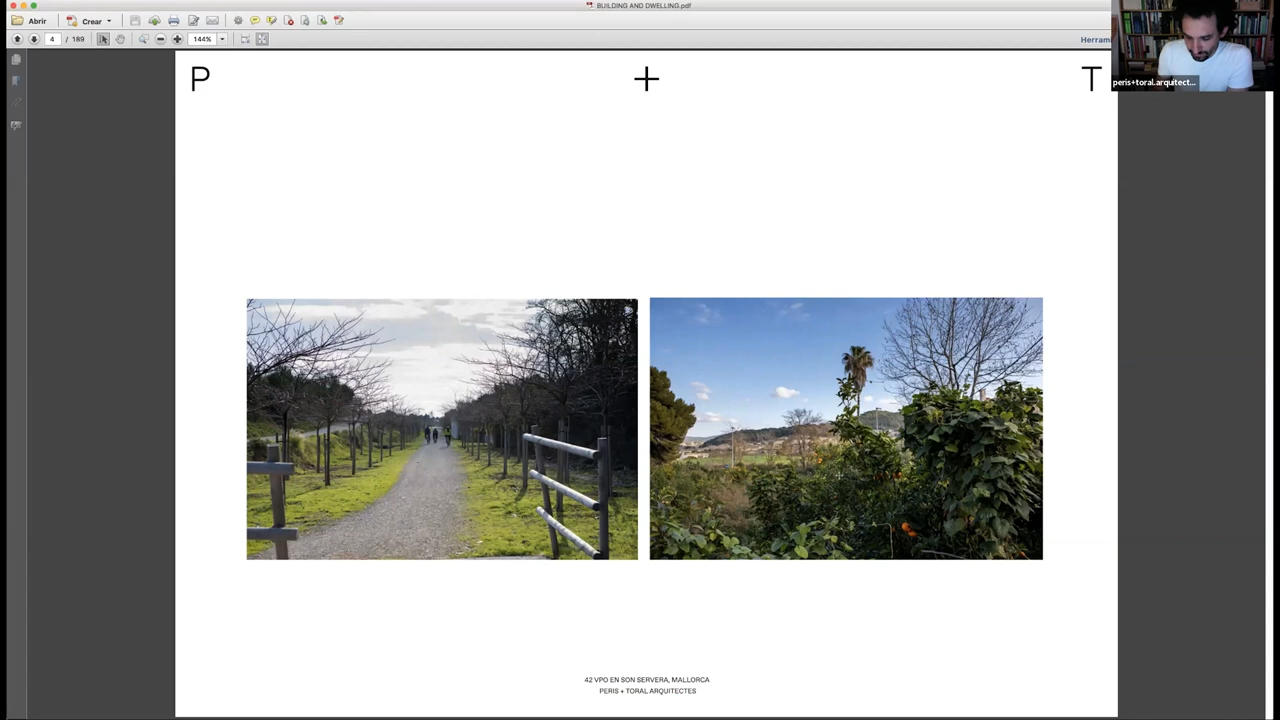 BUILDING AND DWELLING.pdf
Abrir
Crear
4 / 189
144%
Herrami
P + T
peris+toral.arquitect...
42 VPO EN SON SERVERA, MALLORCA
PERIS + TORAL ARQUITECTES